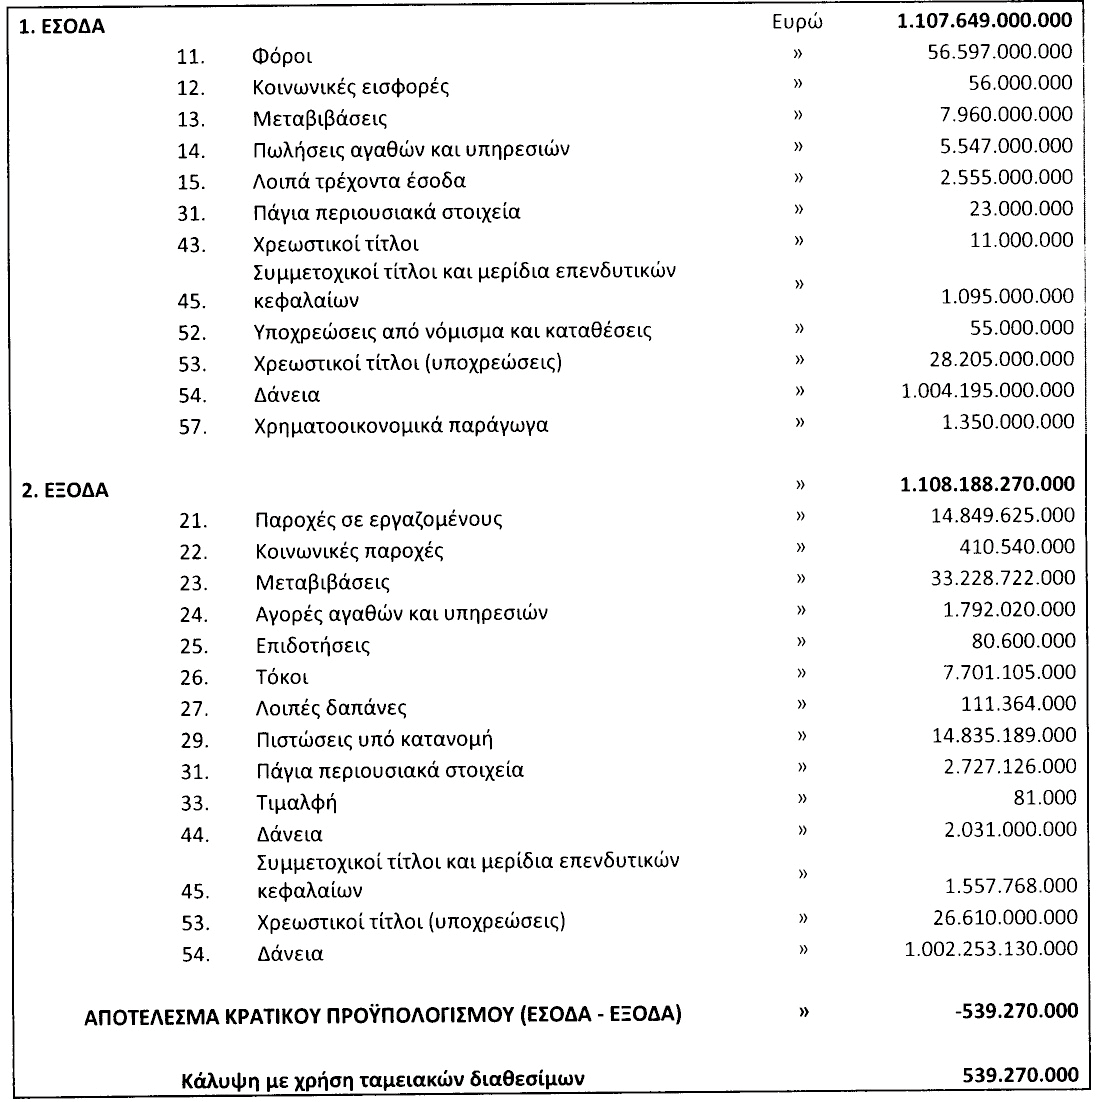 1. ΕΣΟΔΑ Ευρώ 1.107.649.000.000
11. Φόροι » 56.597.000.000
12. Κοινωνικές εισφορές » 56.000.000
13. Μεταβιβάσεις » 7.960.000.000
14. Πωλήσεις αγαθών και υπηρεσιών » 5.547.000.000
15. Λοιπά τρέχοντα έσοδα » 2.555.000.000
31. Πάγια περιουσιακά στοιχεία » 23.000.000
43. Χρεωστικοί τίτλοι » 11.000.000
Συμμετοχικοί τίτλοι και μερίδια επενδυτικών
45. κεφαλαίων » 1.095.000.000
52. Υποχρεώσεις από νόμισμα και καταθέσεις » 55.000.000
53. Χρεωστικοί τίτλοι (υποχρεώσεις) » 28.205.000.000
54. Δάνεια » 1.004.195.000.000
57. Χρηματοοικονομικά παράγωγα » 1.350.000.000
2. ΕΞΟΔΑ » 1.108.188.270.000
21. Παροχές σε εργαζομένους » 14.849.625.000
22. Κοινωνικές παροχές » 410.540.000
23. Μεταβιβάσεις » 33.228.722.000
24. Αγορές αγαθών και υπηρεσιών » 1.792.020.000
25. Επιδοτήσεις » 80.600.000
26. Τόκοι » 7.701.105.000
27. Λοιπές δαπάνες » 111.364.000
29. Πιστώσεις υπό κατανομή » 14.835.189.000
31. Πάγια περιουσιακά στοιχεία » 2.727.126.000
33. Τιμαλφή » 81.000
44. Δάνεια » 2.031.000.000
Συμμετοχικοί τίτλοι και μερίδια επενδυτικών
45. κεφαλαίων » 1.557.768.000
53. Χρεωστικοί τίτλοι (υποχρεώσεις) » 26.610.000.000
54. Δάνεια » 1.002.253.130.000
ΑΠΟΤΕΛΕΣΜΑ ΚΡΑΤΙΚΟΥ ΠΡΟΫΠΟΛΟΓΙΣΜΟΥ (ΕΣΟΔΑ - ΕΞΟΔΑ) » -539.270.000
Κάλυψη με χρήση ταμειακών διαθεσίμων 539.270.000